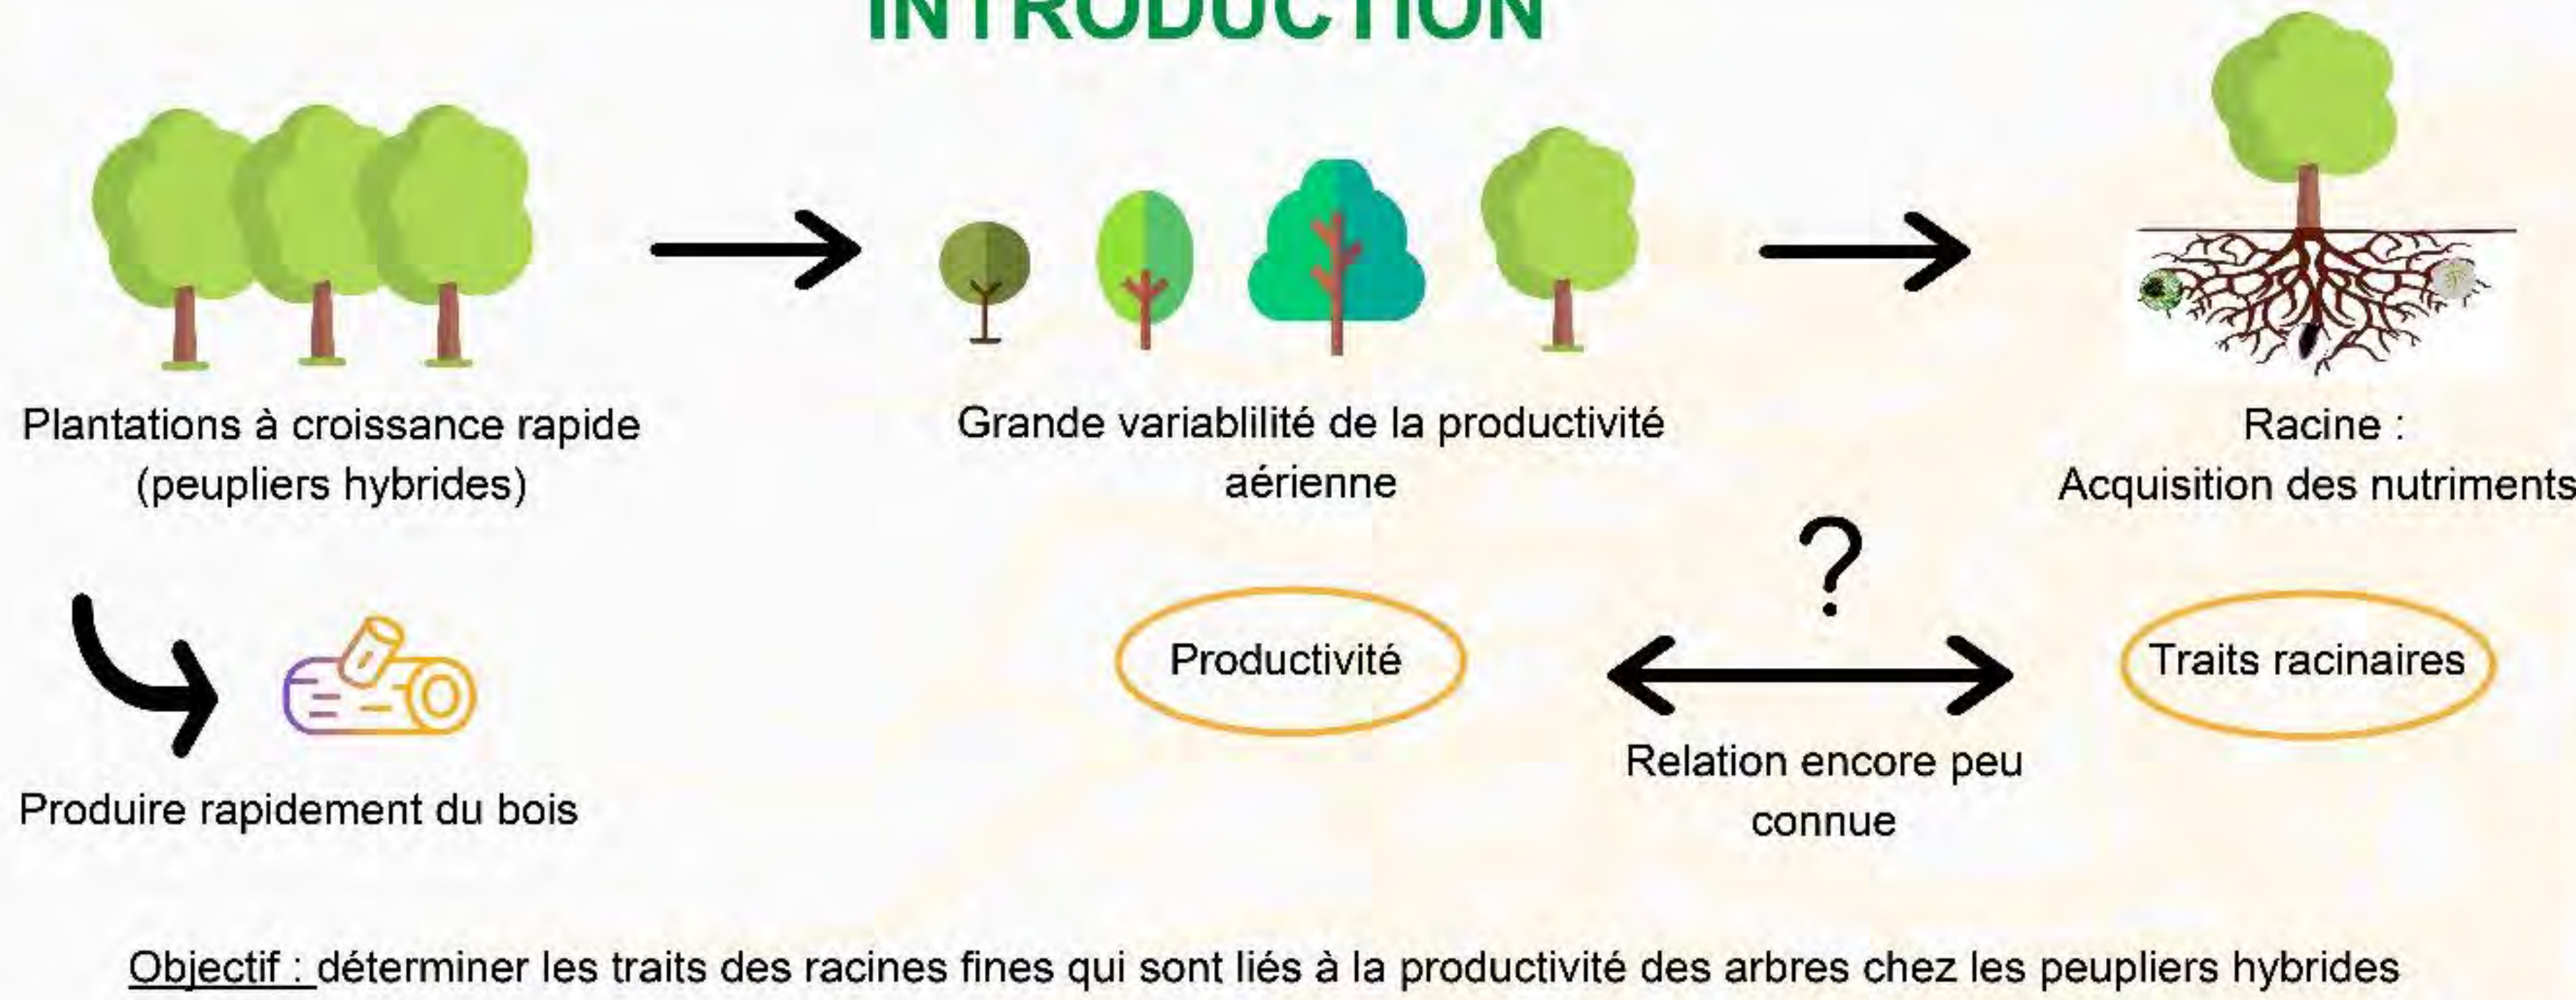 INTRODUCTION
Plantations à croissance rapide
(peupliers hybrides)
Grande variablilité de la productivité
aérienne
Racine :
Acquisition des nutriments
?
Productivité
Traits racinaires
Relation encore peu
connue
Produire rapidement du bois
Objectif : déterminer les traits des racines fines qui sont liés à la productivité des arbres chez les peupliers hybrides